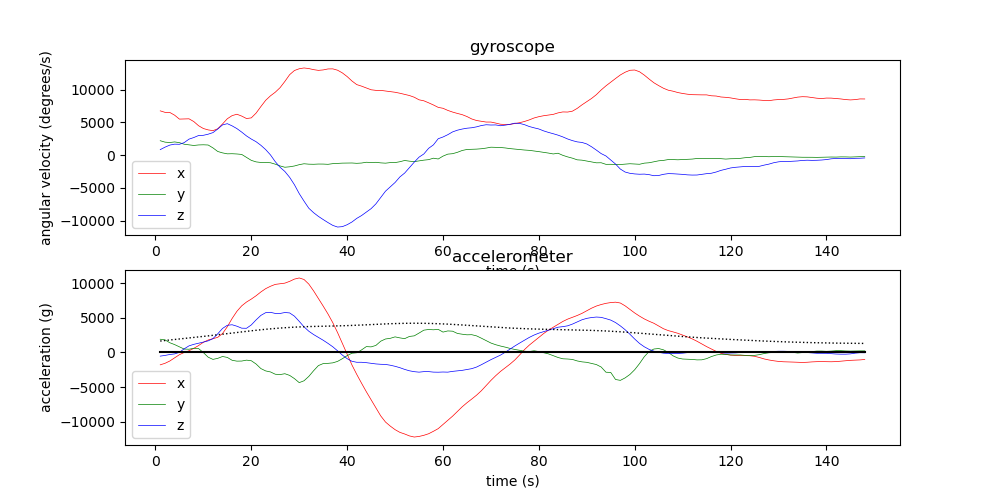 gyroscope
angular velocity (degrees/s)
10000
5000
0
−5000
−10000
x
y
z
0 20 40 60 80 100 120 140
time (s)
accelerometer
acceleration (g)
10000
5000
0
−5000
−10000
x
y
z
0 20 40 60 80 100 120 140
time (s)